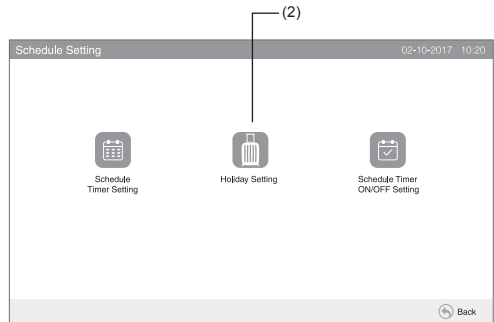 (2)
Schedule Setting 02-10-2017 10:20
Schedule
Timer Setting
Holiday Setting
Schedule Timer
ON/OFF Setting
Back